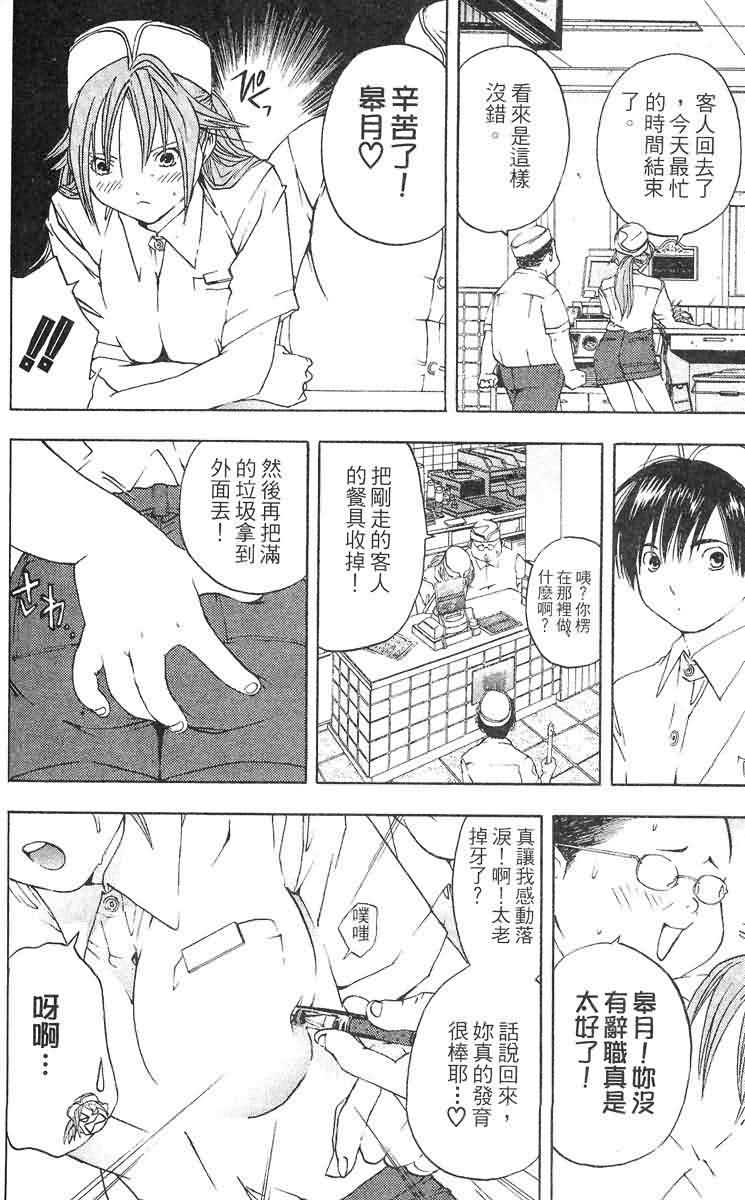 客人回去了
，今天最忙
的時間結束
了。
看來是這樣
沒錯。
辛苦了！
皋月♡
ペ
こっ
!!!
咦？你楞
在那裡做
什麼啊？
把剛走的客人
的餐具收掉！
然後再把滿
的垃圾拿到
外面丟！
さわ…
皋月！妳沒
有辭職真是
太好了！
真讓我感動落
淚！啊！太老
掉牙了？
話說回來，
妳真的發育
很棒耶…♡
噗嗤
呀啊…